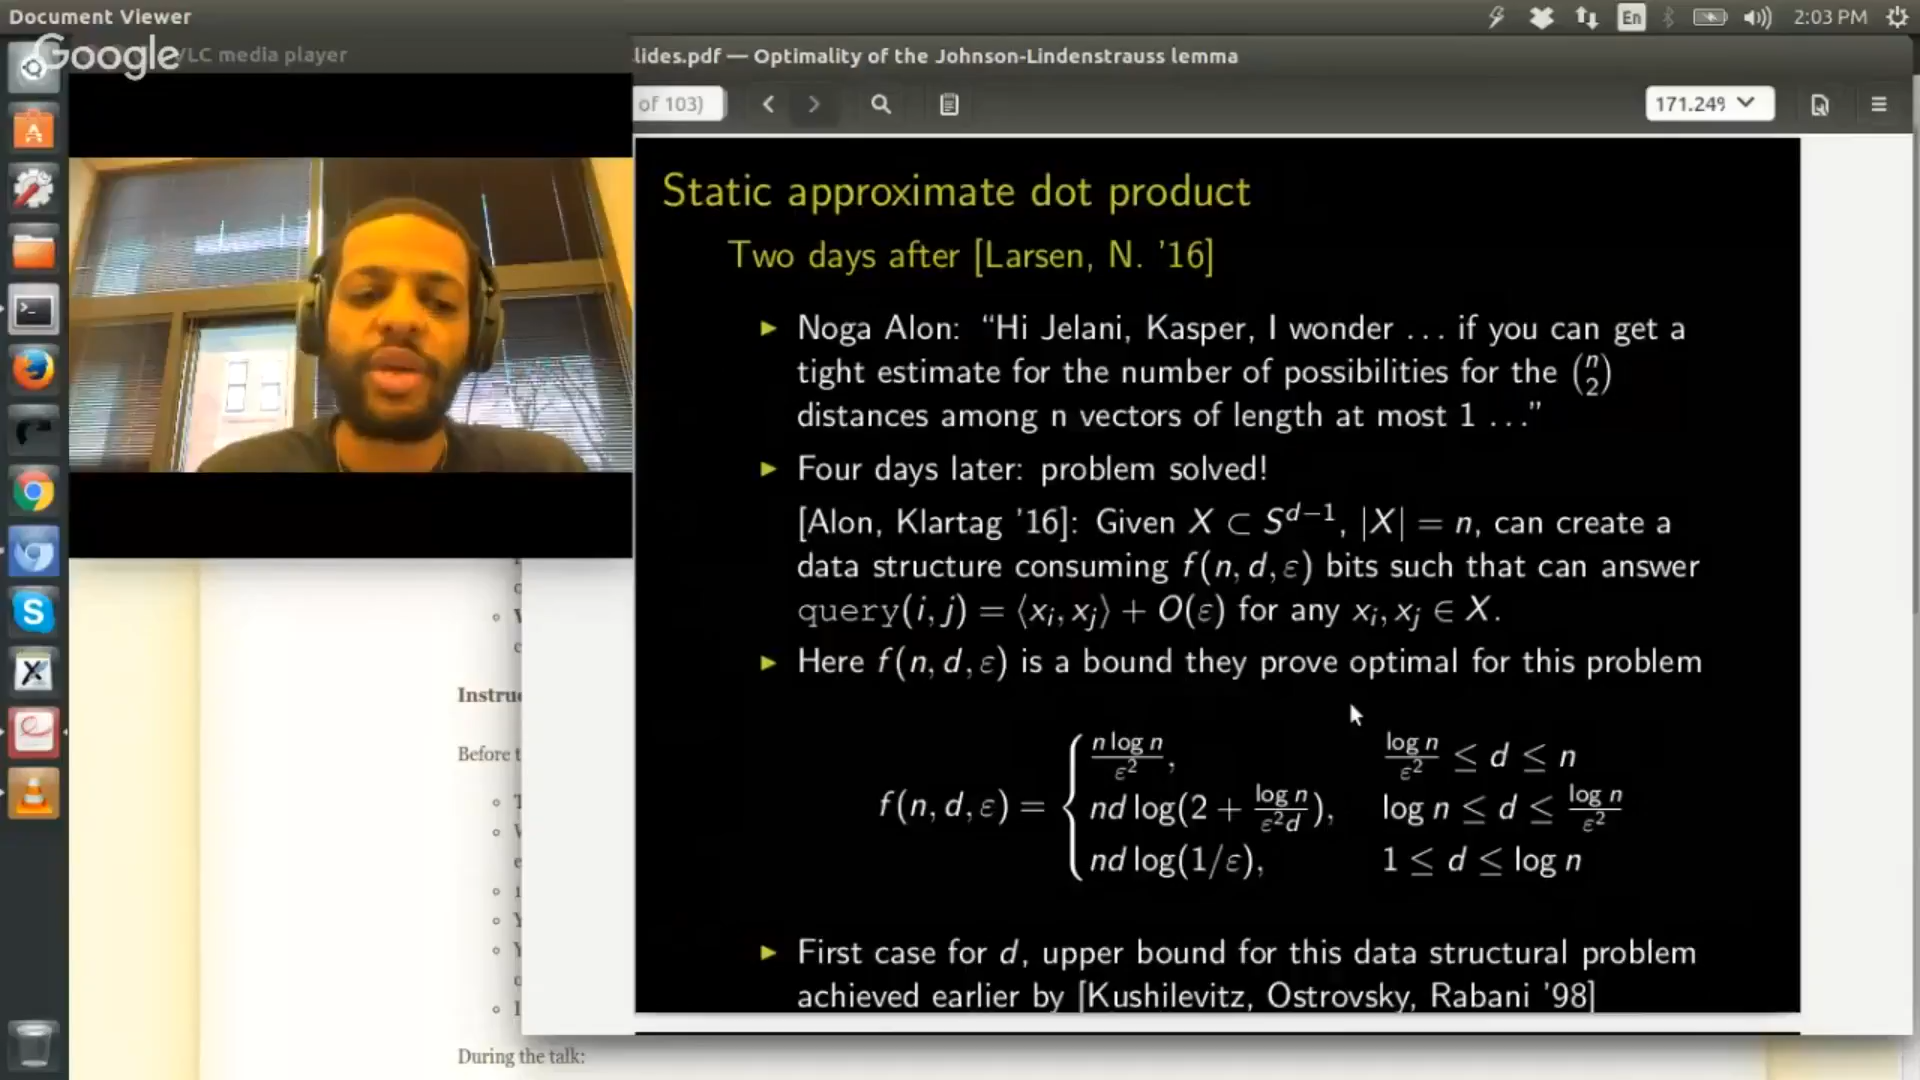 Document Viewer
En
2:03 PM
Google
/LC media player
lides.pdf — Optimality of the Johnson-Lindenstrauss lemma
of 103)
171.24%
Static approximate dot product
Two days after [Larsen, N. '16]
► Noga Alon: “Hi Jelani, Kasper, I wonder . . . if you can get a
tight estimate for the number of possibilities for the (n 2)
distances among n vectors of length at most 1 . . .”
► Four days later: problem solved!
[Alon, Klartag '16]: Given X ⊂ S^{d−1}, |X| = n, can create a
data structure consuming f(n, d, ε) bits such that can answer
query(i, j) = ⟨x_i, x_j⟩ + O(ε) for any x_i, x_j ∈ X.
► Here f(n, d, ε) is a bound they prove optimal for this problem
f(n, d, ε) = {
n log n / ε², log n / ε² ≤ d ≤ n
nd log(2 + log n / ε²d), log n ≤ d ≤ log n / ε²
nd log(1/ε), 1 ≤ d ≤ log n
► First case for d, upper bound for this data structural problem
achieved earlier by [Kushilevitz, Ostrovsky, Rabani '98]
Before t
During the talk: